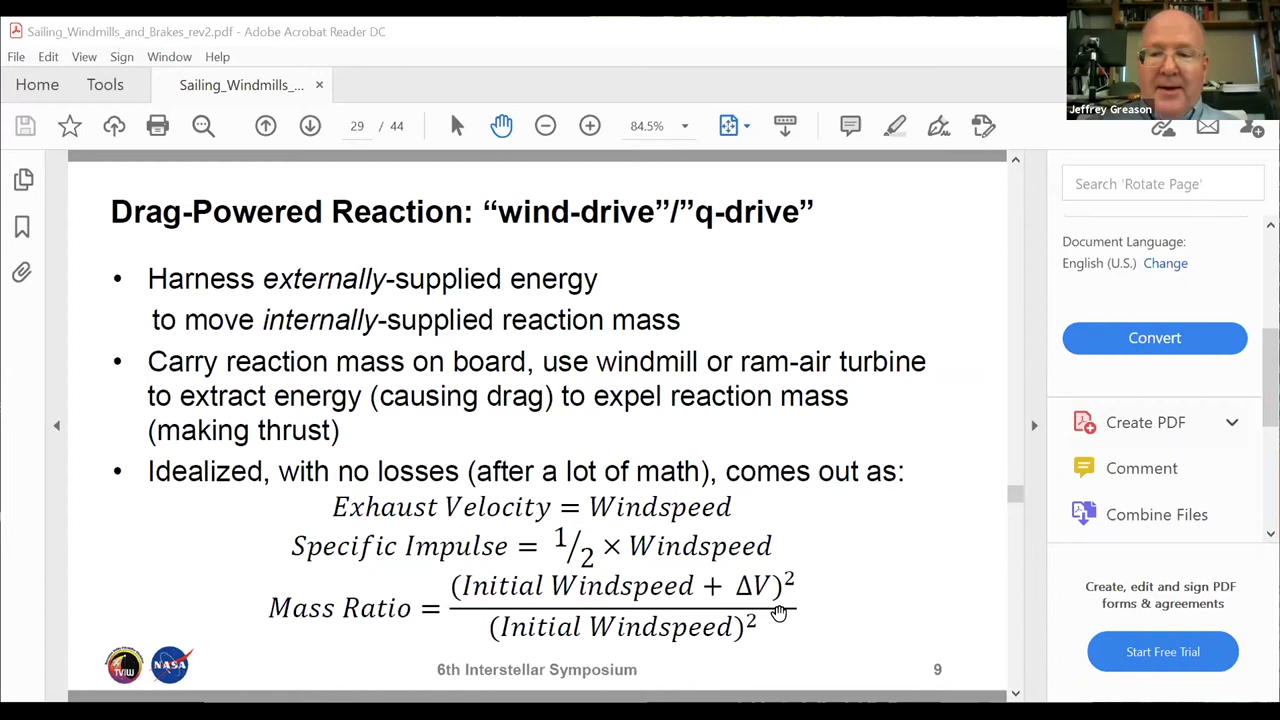 Sailing_Windmills_and_Brakes_rev2.pdf - Adobe Acrobat Reader DC
File Edit View Sign Window Help
Home Tools Sailing_Windmills_... ×
29 / 44 84.5%
Jeffrey Greason
Drag-Powered Reaction: “wind-drive”/”q-drive”
• Harness externally-supplied energy
to move internally-supplied reaction mass
• Carry reaction mass on board, use windmill or ram-air turbine
to extract energy (causing drag) to expel reaction mass
(making thrust)
• Idealized, with no losses (after a lot of math), comes out as:
Exhaust Velocity = Windspeed
Specific Impulse = 1/2 × Windspeed
Mass Ratio = (Initial Windspeed + ΔV)²
(Initial Windspeed)²
TVIW
NASA
6th Interstellar Symposium
9
Search 'Rotate Page'
Document Language:
English (U.S.) Change
Convert
Create PDF
Comment
Combine Files
Create, edit and sign PDF
forms & agreements
Start Free Trial